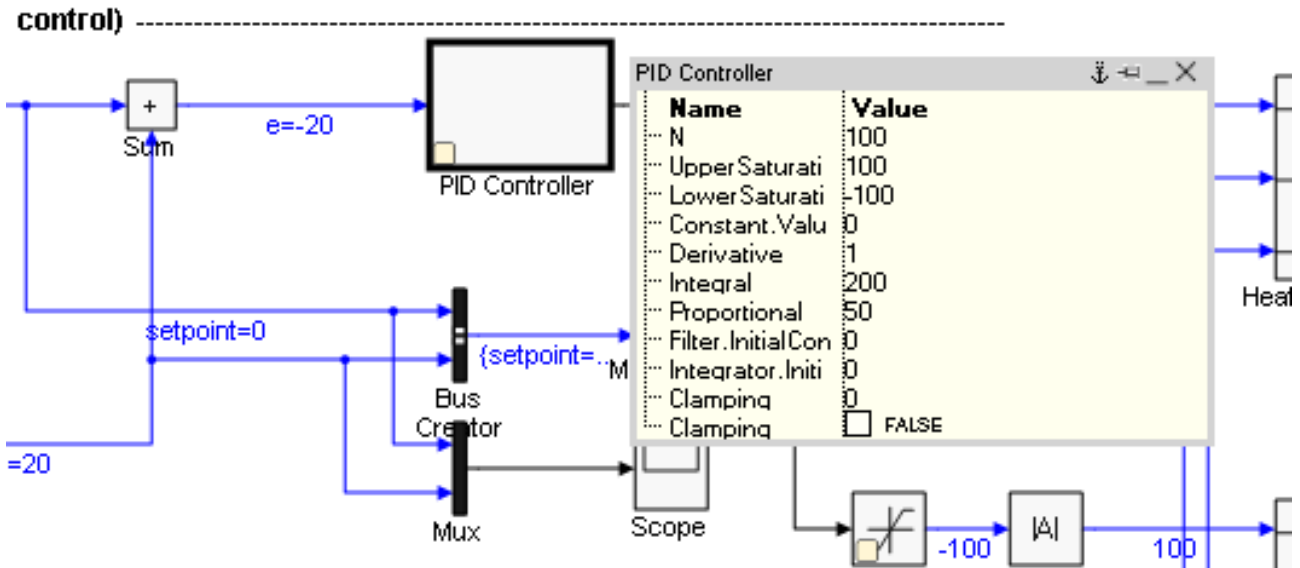 control) ------------------------------------------------------------
+
Sum
e=-20
PID Controller
PID Controller
Name Value
N 100
UpperSaturati 100
LowerSaturati -100
Constant.Valu 0
Derivative 1
Integral 200
Proportional 50
Filter.InitialCon 0
Integrator.Initi 0
Clamping 0
Clamping FALSE
Heat
setpoint=0
{setpoint=...
M
Bus
Creator
=20
Mux
Scope
-100
|A|
100